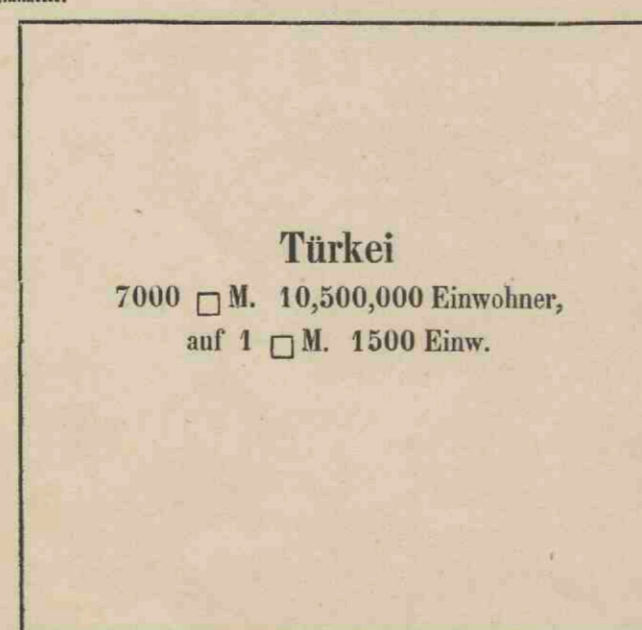 Türkei
7000 □ M. 10,500,000 Einwohner,
auf 1 □ M. 1500 Einw.